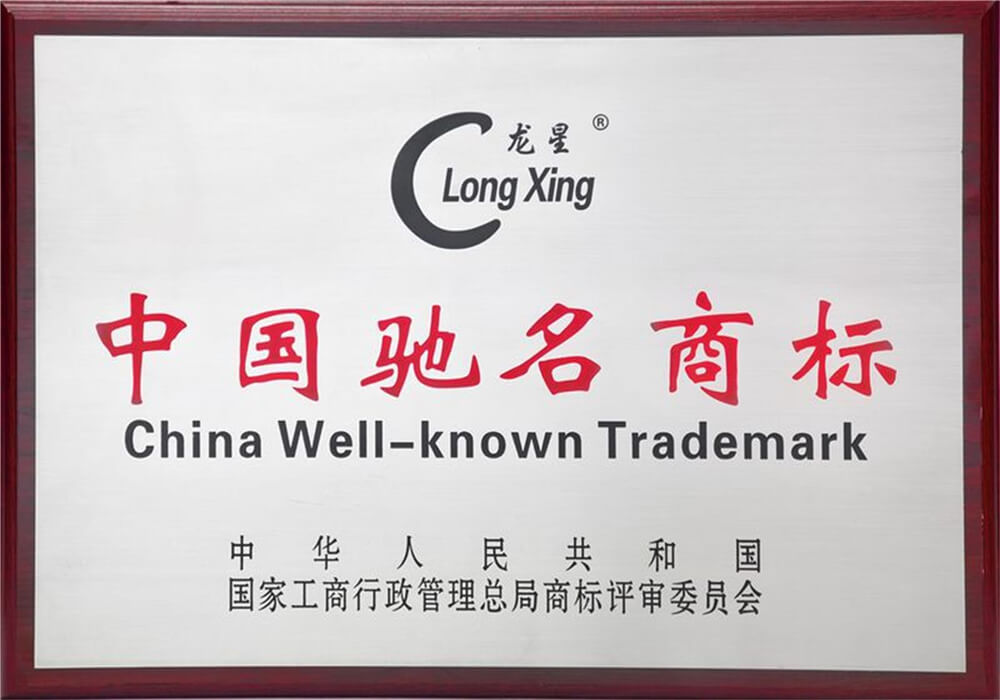 龙星 ®
Long Xing
中国驰名商标
China Well-known Trademark
中华人民共和国
国家工商行政管理总局商标评审委员会